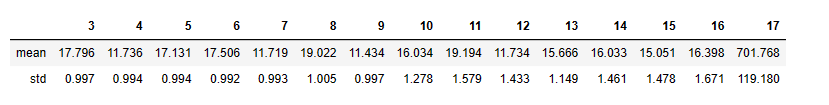 3 4 5 6 7 8 9 10 11 12 13 14 15 16 17
mean 17.796 11.736 17.131 17.506 11.719 19.022 11.434 16.034 19.194 11.734 15.666 16.033 15.051 16.398 701.768
std 0.997 0.994 0.994 0.992 0.993 1.005 0.997 1.278 1.579 1.433 1.149 1.461 1.478 1.671 119.180